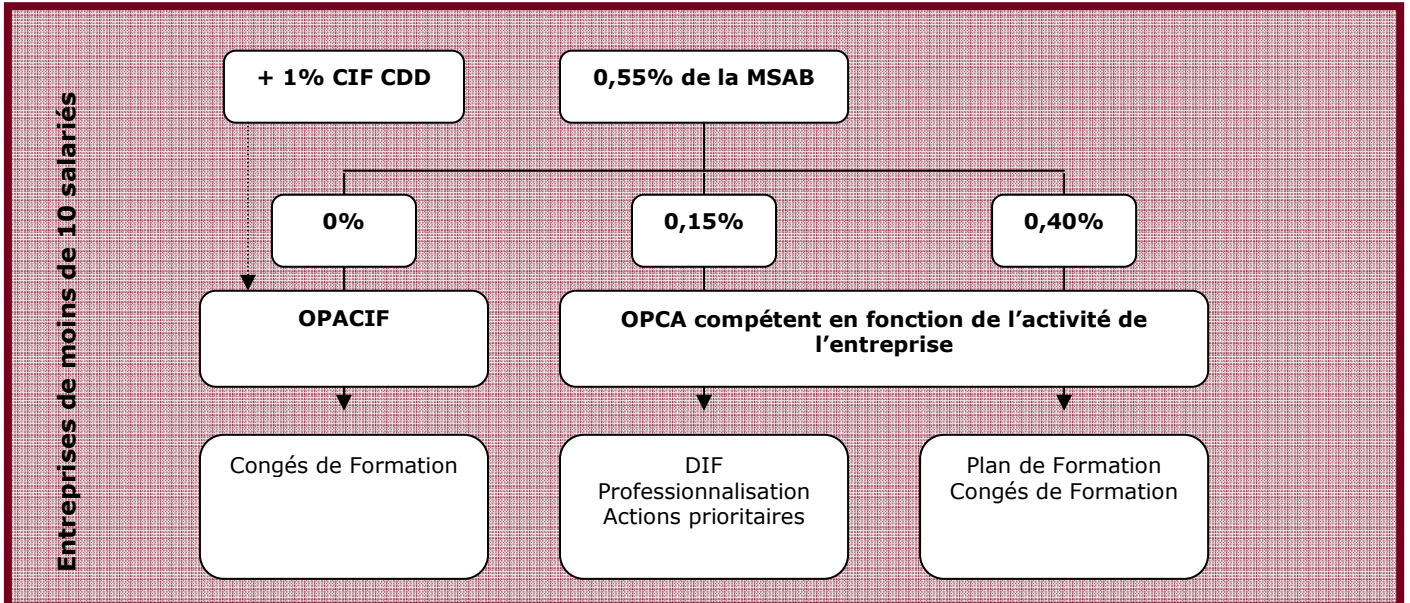 Entreprises de moins de 10 salariés
+ 1% CIF CDD
0,55% de la MSAB
0%
0,15%
0,40%
OPACIF
OPCA compétent en fonction de l’activité de
l’entreprise
Congés de Formation
DIF
Professionnalisation
Actions prioritaires
Plan de Formation
Congés de Formation